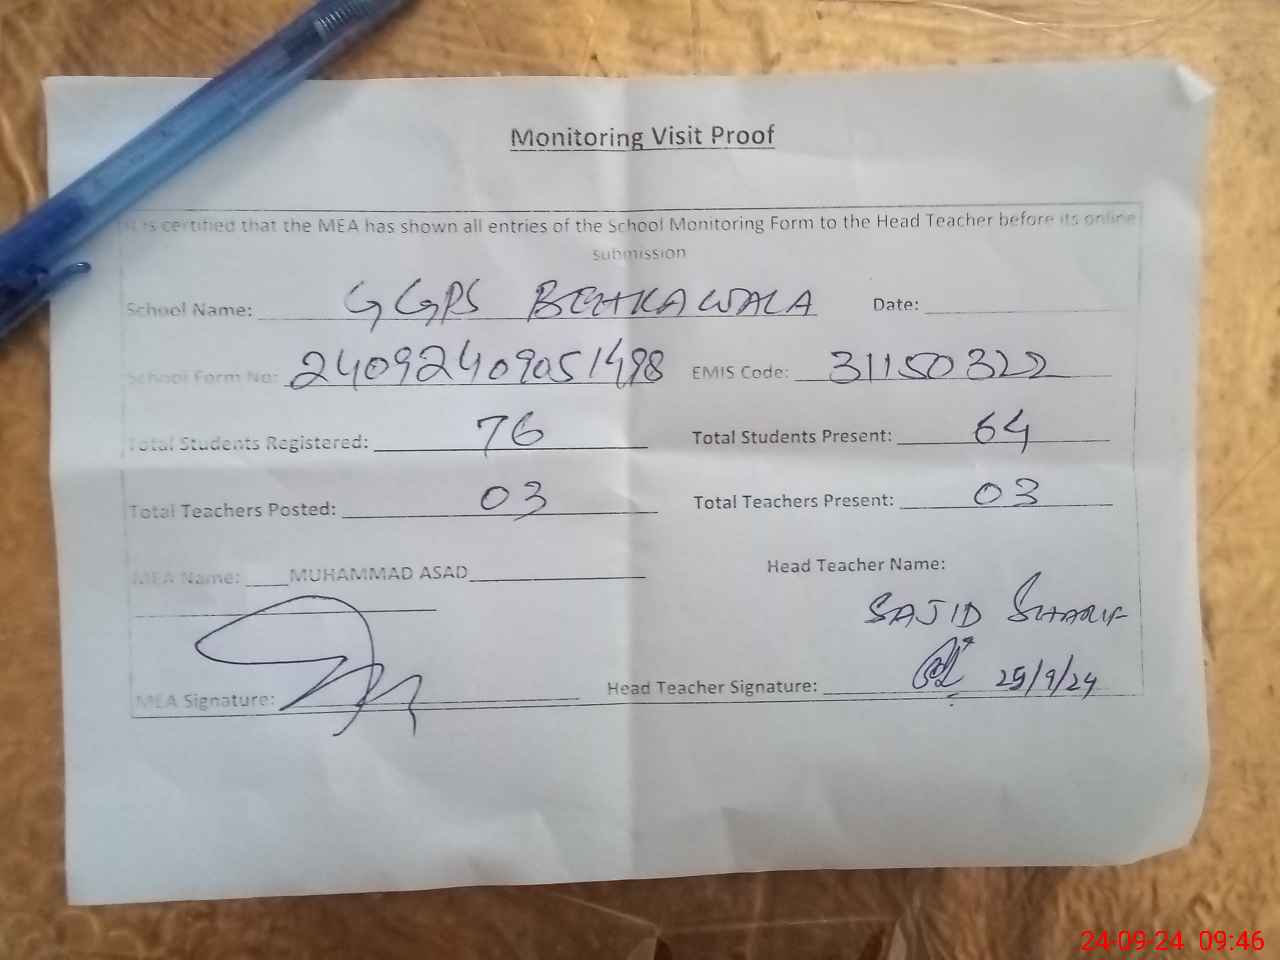 Monitoring Visit Proof
It is certified that the MEA has shown all entries of the School Monitoring Form to the Head Teacher before its online
submission
School Name: GGPS Date:
School Form No: 24092409051498 EMIS Code: 31150322
Total Students Registered: 76 Total Students Present: 64
Total Teachers Posted: 03 Total Teachers Present: 03
MEA Name: MUHAMMAD ASAD Head Teacher Name:
SAJID SHARIF
MEA Signature: Head Teacher Signature: 25/9/24
24-09-24 09:46